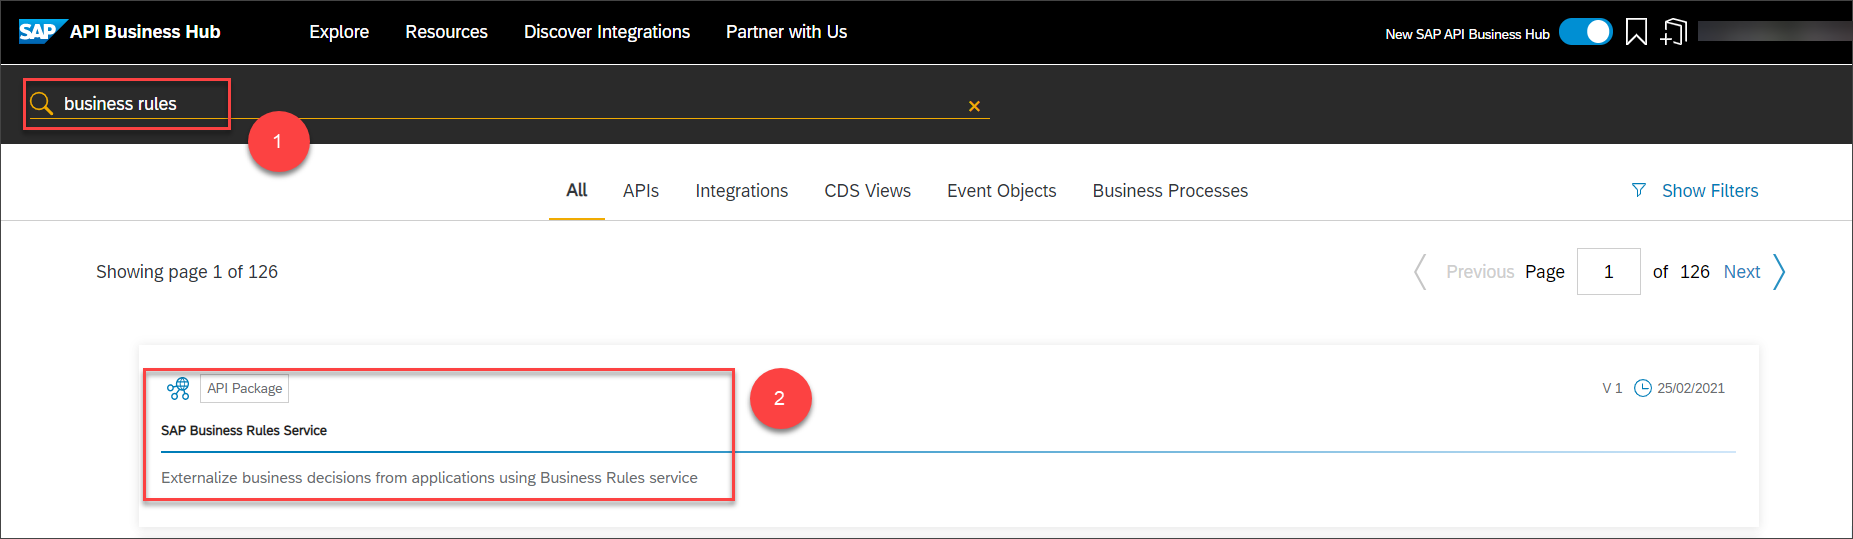 SAP API Business Hub Explore Resources Discover Integrations Partner with Us New SAP API Business Hub
business rules
1
All APIs Integrations CDS Views Event Objects Business Processes Show Filters
Showing page 1 of 126 Previous Page 1 of 126 Next
API Package V 1 25/02/2021
2
SAP Business Rules Service
Externalize business decisions from applications using Business Rules service